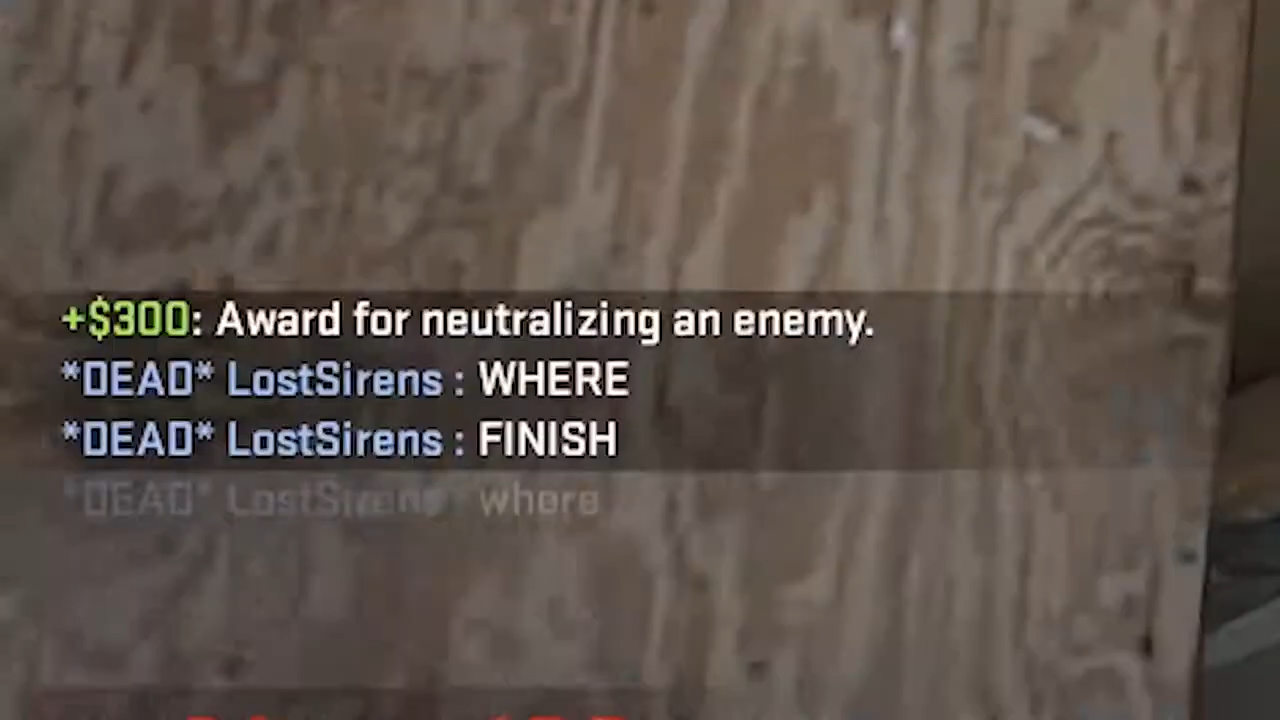 +$300: Award for neutralizing an enemy.
*DEAD* LostSirens : WHERE
*DEAD* LostSirens : FINISH
*DEAD* LostSirens : where